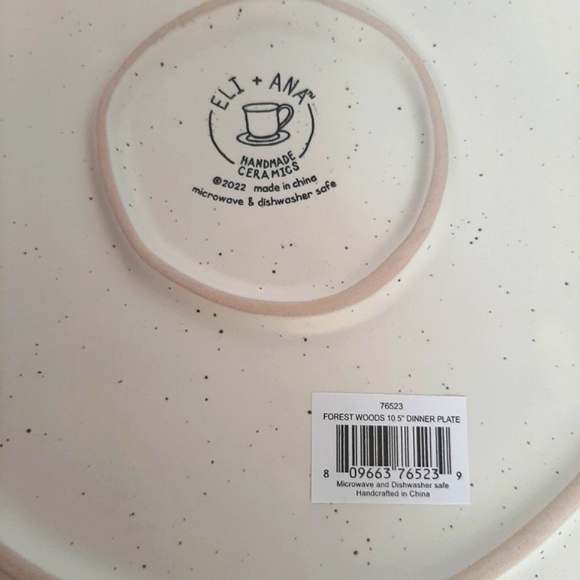 ELI + ANA™
HANDMADE
CERAMICS
©2022 made in china
microwave & dishwasher safe
76523
FOREST WOODS 10.5" DINNER PLATE
8 09663 76523 9
Microwave and Dishwasher safe
Handcrafted in China